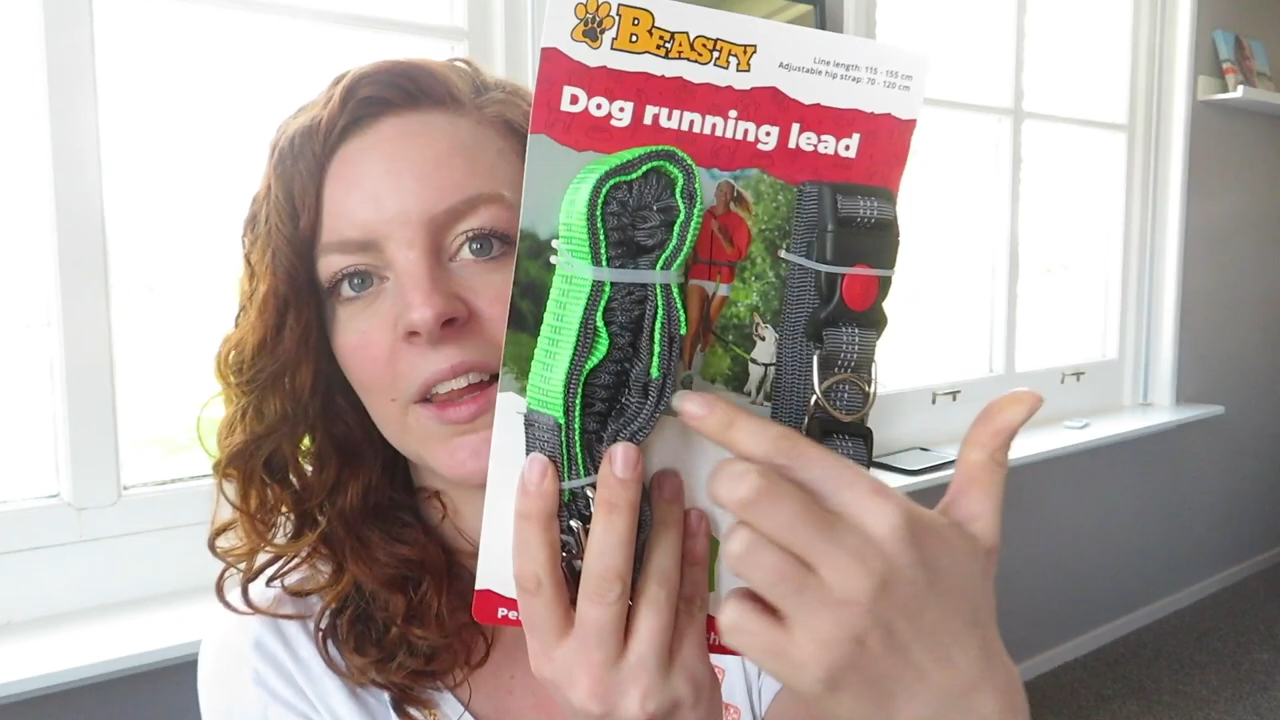 BEASTY
Line length: 115 - 155 cm
Adjustable hip strap: 70 - 120 cm
Dog running lead